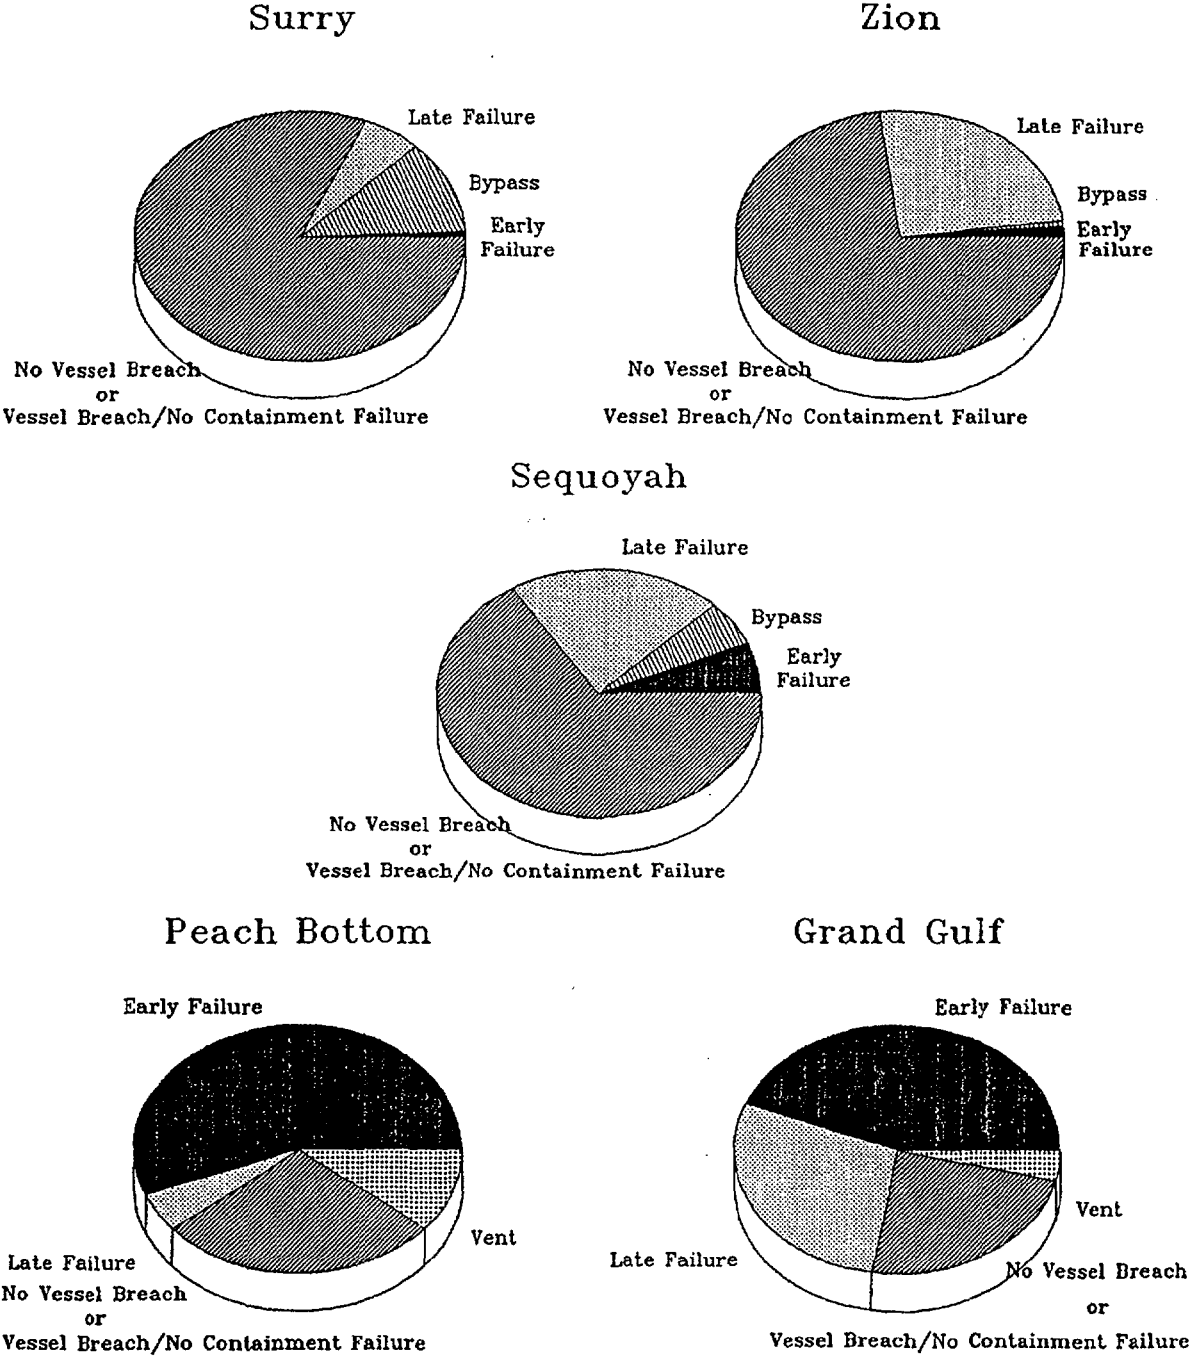 Surry
Late Failure
Bypass
Early
Failure
No Vessel Breach
or
Vessel Breach/No Containment Failure
Zion
Late Failure
Bypass
Early
Failure
No Vessel Breach
or
Vessel Breach/No Containment Failure
Sequoyah
Late Failure
Bypass
Early
Failure
No Vessel Breach
or
Vessel Breach/No Containment Failure
Peach Bottom
Early Failure
Vent
Late Failure
No Vessel Breach
or
Vessel Breach/No Containment Failure
Grand Gulf
Early Failure
Vent
Late Failure
No Vessel Breach
or
Vessel Breach/No Containment Failure